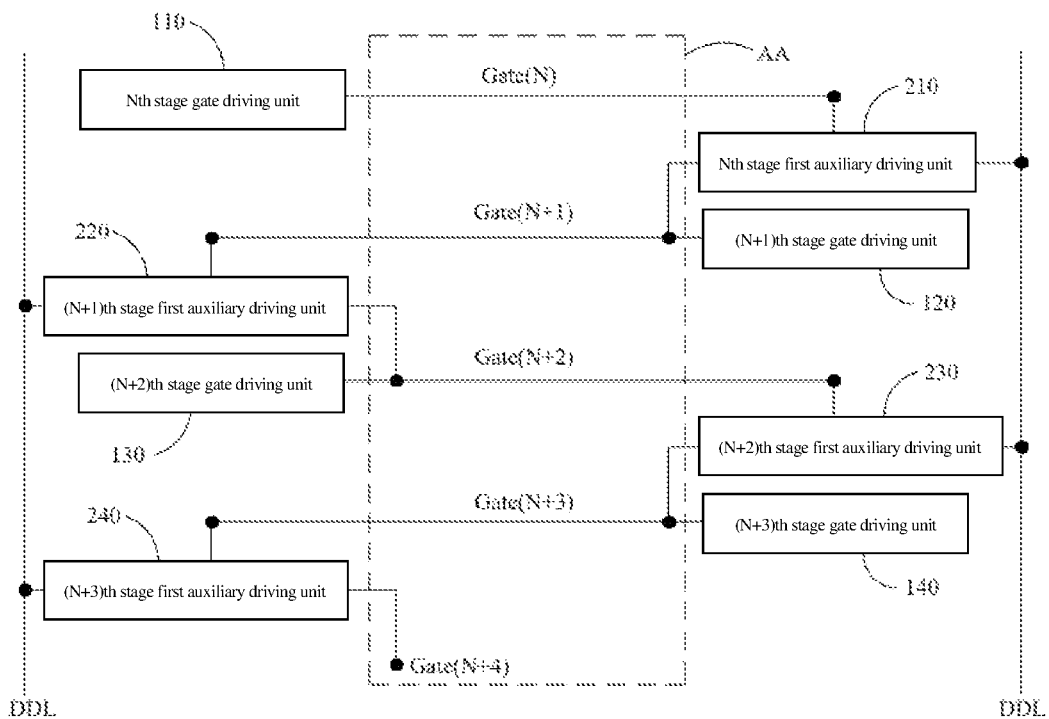 110
AA
Gate(N)
Nth stage gate driving unit
210
Nth stage first auxiliary driving unit
Gate(N+1)
220
(N+1)th stage gate driving unit
(N+1)th stage first auxiliary driving unit
120
Gate(N+2)
(N+2)th stage gate driving unit
230
130
(N+2)th stage first auxiliary driving unit
Gate(N+3)
240
(N+3)th stage gate driving unit
(N+3)th stage first auxiliary driving unit
140
Gate(N+4)
DDL
DDL